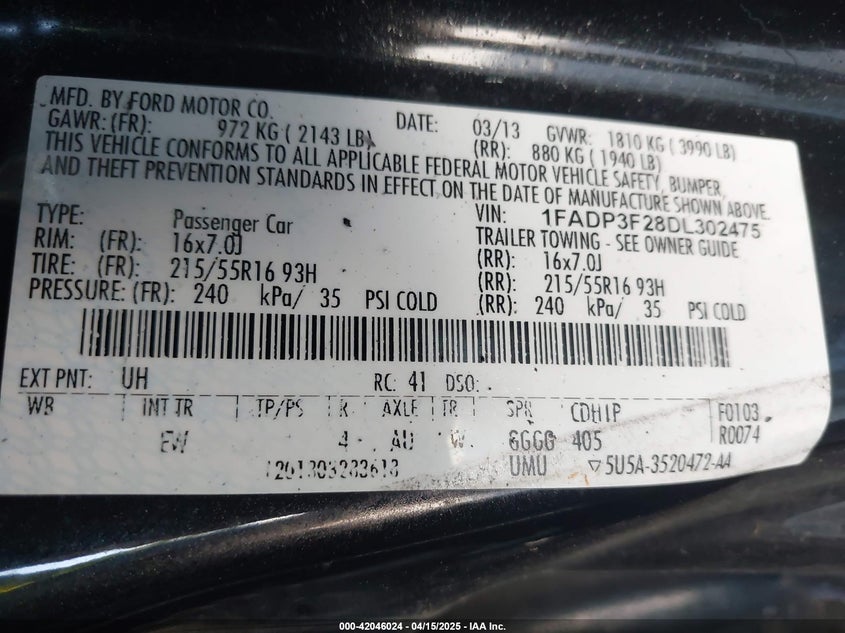 MFD. BY FORD MOTOR CO.
DATE: 03/13 GVWR: 1810 KG ( 3990 LB)
GAWR: (FR): 972 KG ( 2143 LB) (RR): 880 KG ( 1940 LB)
THIS VEHICLE CONFORMS TO ALL APPLICABLE FEDERAL MOTOR VEHICLE SAFETY, BUMPER,
AND THEFT PREVENTION STANDARDS IN EFFECT ON THE DATE OF MANUFACTURE SHOWN ABOVE.
VIN: 1FADP3F28DL302475
TYPE: Passenger Car TRAILER TOWING - SEE OWNER GUIDE
RIM: (FR): 16x7.0J (RR): 16x7.0J
TIRE: (FR): 215/55R16 93H (RR): 215/55R16 93H
PRESSURE: (FR): 240 kPa/ 35 PSI COLD (RR): 240 kPa/ 35 PSI COLD
EXT PNT: UH RC: 41 DSO:
WB INT TR TP/PS R AXLE TR SPR CDH1P F0103
EW 4 AU W GGGG 405 R0074
UMU 5U5A-3520472-AA
000-42046024 - 04/15/2025 - IAA Inc.